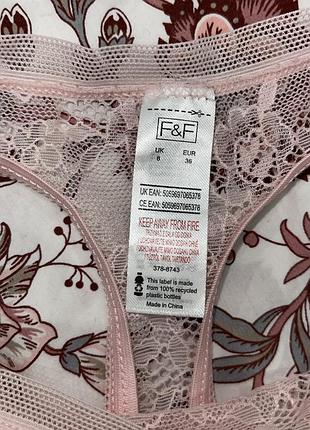 F&F
UK EUR
8 36
UK EAN: 5059697065378
CE EAN: 5059697065378
KEEP AWAY FROM FIRE
378-8743
This label is made
from 100% recycled
plastic bottles
Made in China